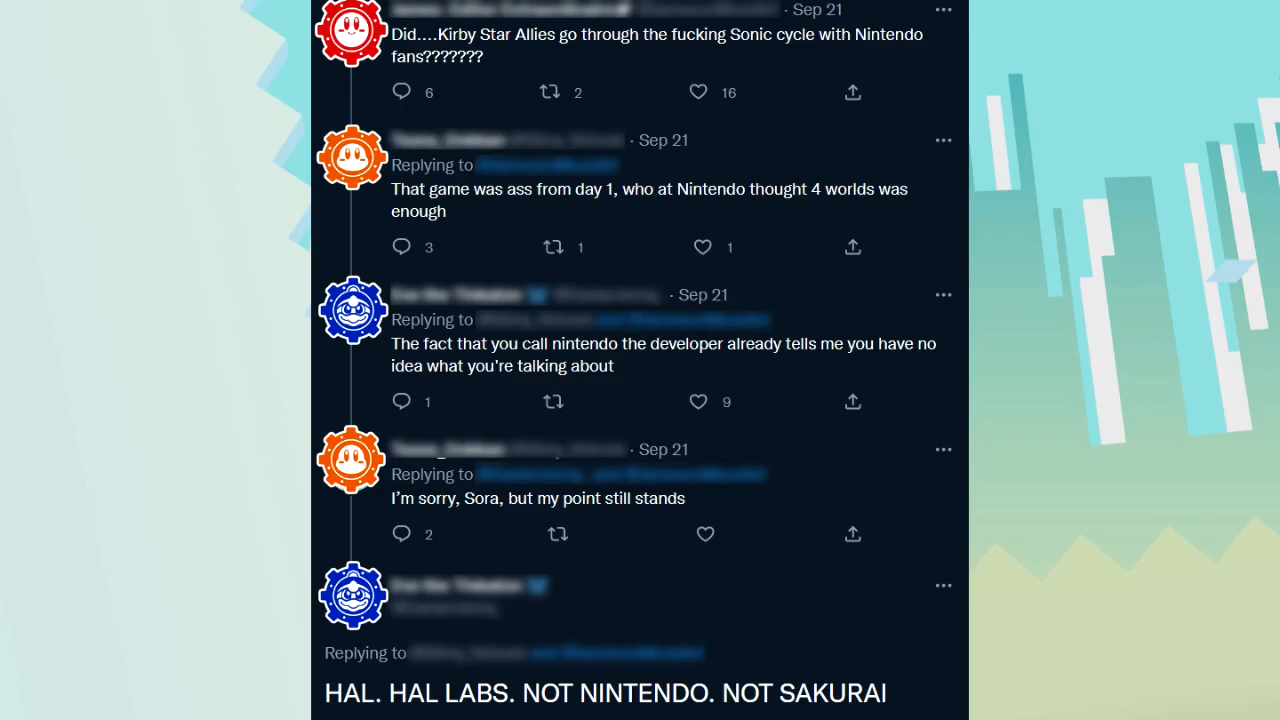 · Sep 21
Did....Kirby Star Allies go through the fucking Sonic cycle with Nintendo
fans???????
6 2 16
· Sep 21
Replying to
That game was ass from day 1, who at Nintendo thought 4 worlds was
enough
3 1 1
· Sep 21
Replying to
The fact that you call nintendo the developer already tells me you have no
idea what you're talking about
1 9
· Sep 21
Replying to
I'm sorry, Sora, but my point still stands
2
Replying to
HAL. HAL LABS. NOT NINTENDO. NOT SAKURAI